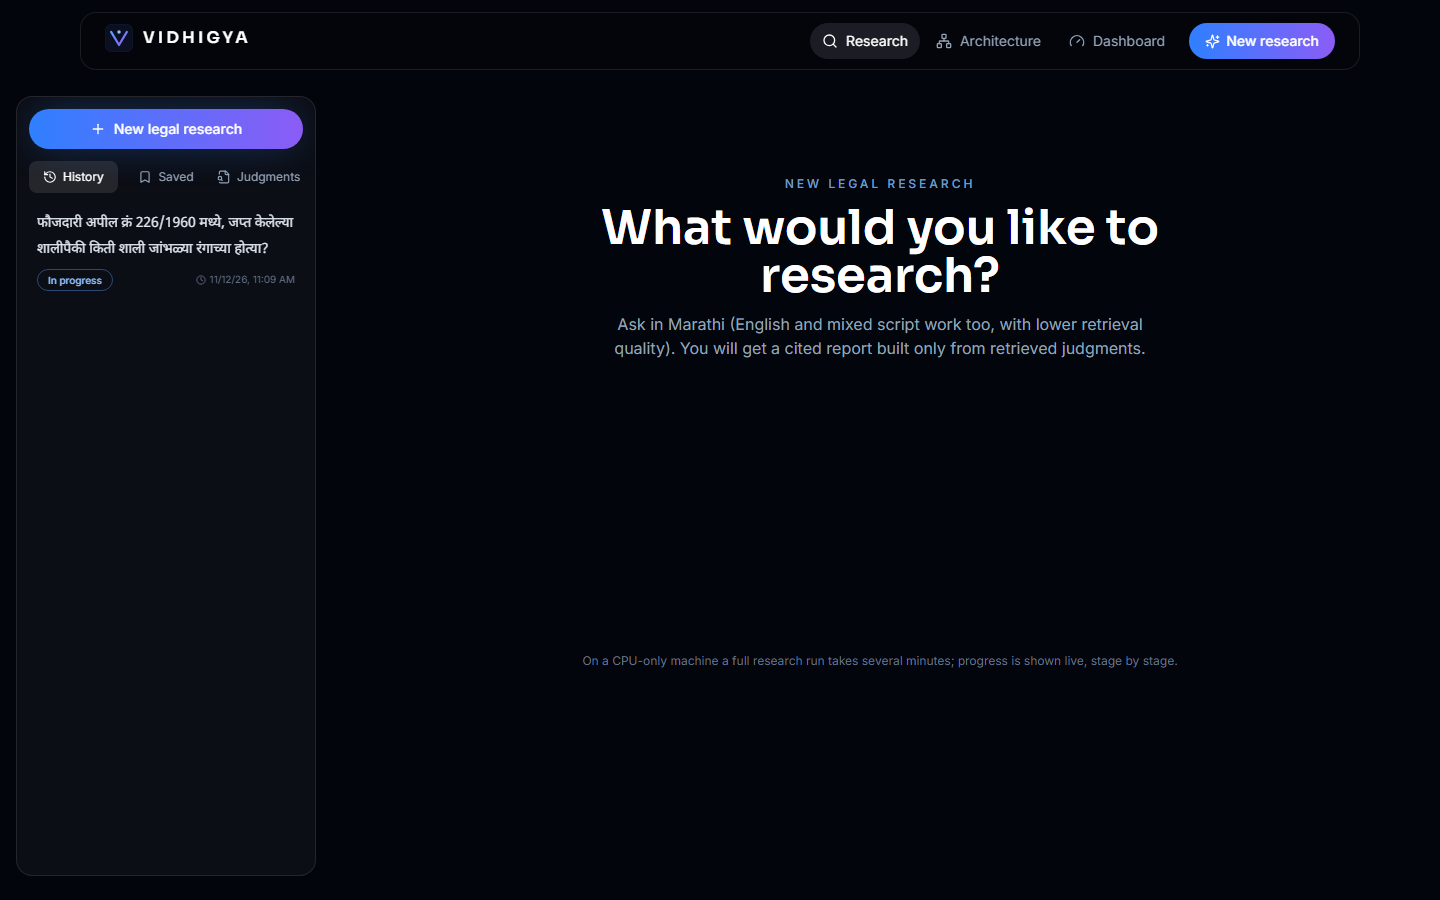 VIDHIGYA
Research
Architecture
Dashboard
New research
New legal research
History
Saved
Judgments
फौजदारी अपील क्रं 226/1960 मध्ये, जप्त केलेल्या
शालीपैकी किती शाली जांभळ्या रंगाच्या होत्या?
In progress
11/12/26, 11:09 AM
NEW LEGAL RESEARCH
What would you like to
research?
Ask in Marathi (English and mixed script work too, with lower retrieval
quality). You will get a cited report built only from retrieved judgments.
On a CPU-only machine a full research run takes several minutes; progress is shown live, stage by stage.